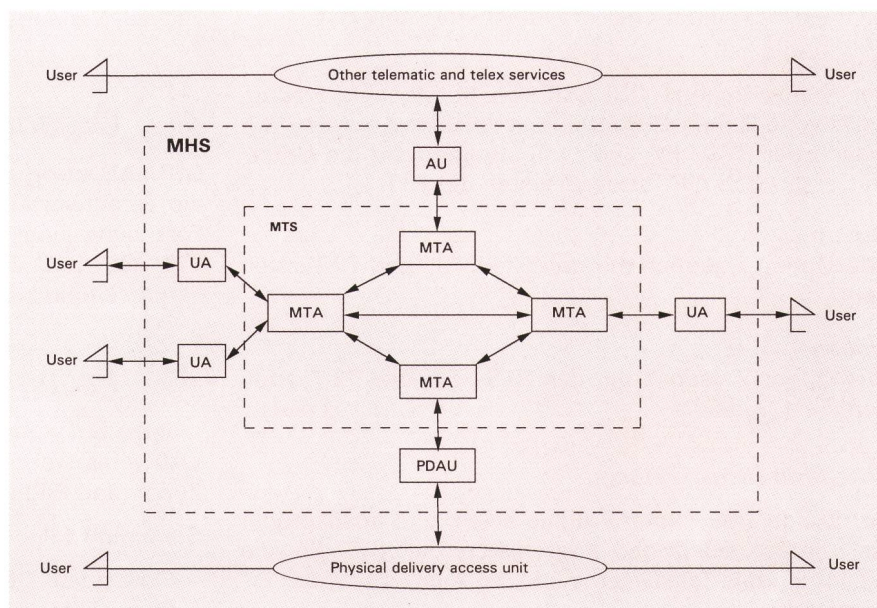 User
Other telematic and telex services
User
MHS
AU
MTS
MTA
User
UA
MTA
MTA
UA
User
User
UA
MTA
PDAU
User
Physical delivery access unit
User